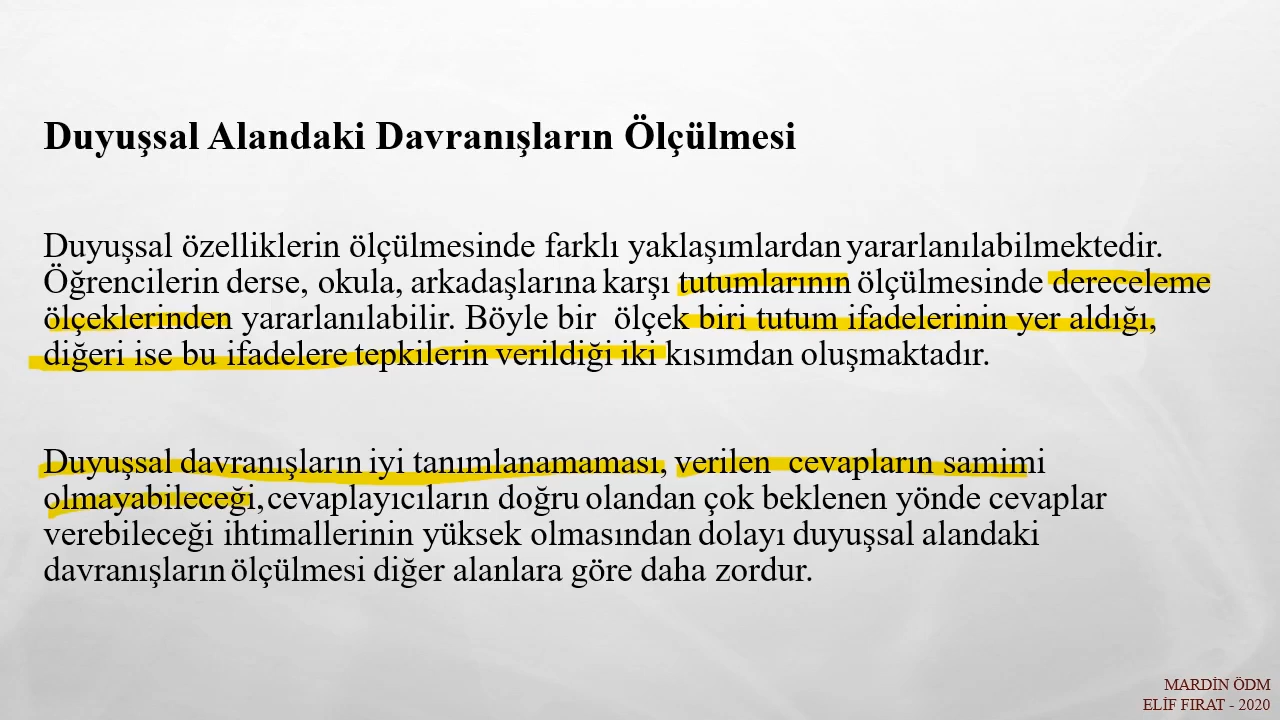 Duyuşsal Alandaki Davranışların Ölçülmesi
Duyuşsal özelliklerin ölçülmesinde farklı yaklaşımlardan yararlanılabilmektedir.
Öğrencilerin derse, okula, arkadaşlarına karşı tutumlarının ölçülmesinde dereceleme
ölçeklerinden yararlanılabilir. Böyle bir ölçek biri tutum ifadelerinin yer aldığı,
diğeri ise bu ifadelere tepkilerin verildiği iki kısımdan oluşmaktadır.
Duyuşsal davranışların iyi tanımlanamaması, verilen cevapların samimi
olmayabileceği, cevaplayıcıların doğru olandan çok beklenen yönde cevaplar
verebileceği ihtimallerinin yüksek olmasından dolayı duyuşsal alandaki
davranışların ölçülmesi diğer alanlara göre daha zordur.
MARDİN ÖDM
ELİF FIRAT - 2020